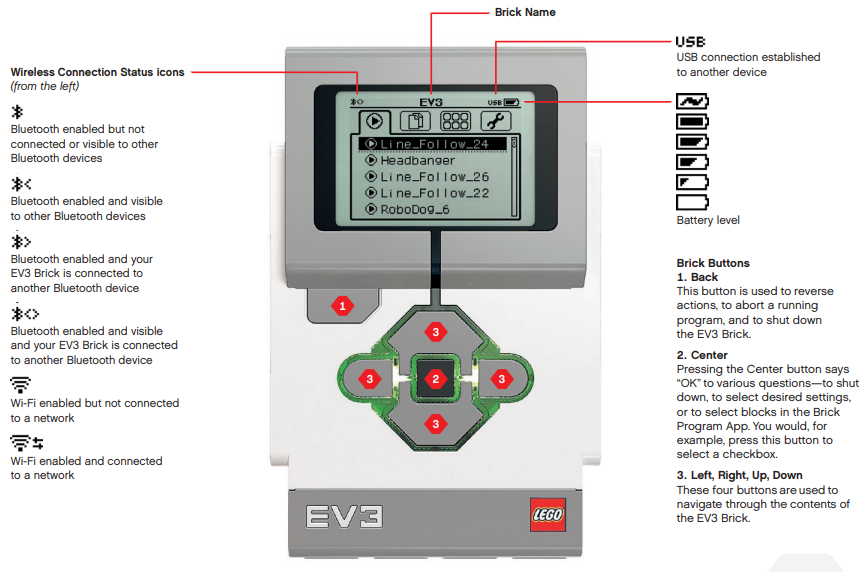 Brick Name
Wireless Connection Status icons
(from the left)
Bluetooth enabled but not
connected or visible to other
Bluetooth devices
Bluetooth enabled and visible
to other Bluetooth devices
Bluetooth enabled and your
EV3 Brick is connected to
another Bluetooth device
Bluetooth enabled and visible
and your EV3 Brick is connected
to another Bluetooth device
Wi-Fi enabled but not connected
to a network
Wi-Fi enabled and connected
to a network
EV3
USB
Line_Follow_24
Headbanger
Line_Follow_26
Line_Follow_22
RoboDog_6
1
3
3
2
3
3
EV3
LEGO
USB
USB connection established
to another device
Battery level
Brick Buttons
1. Back
This button is used to reverse
actions, to abort a running
program, and to shut down
the EV3 Brick.
2. Center
Pressing the Center button says
“OK” to various questions—to shut
down, to select desired settings,
or to select blocks in the Brick
Program App. You would, for
example, press this button to
select a checkbox.
3. Left, Right, Up, Down
These four buttons are used to
navigate through the contents of
the EV3 Brick.